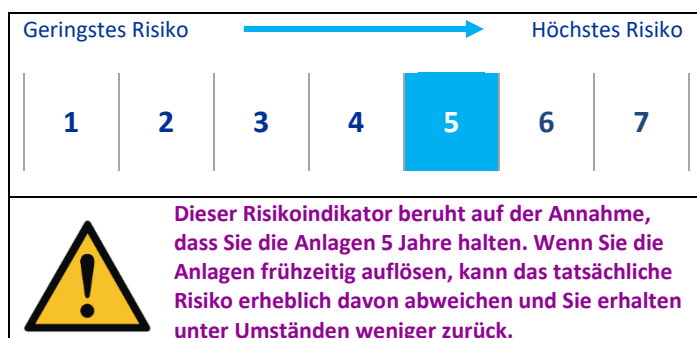 Geringstes Risiko Höchstes Risiko
1 2 3 4 5 6 7
Dieser Risikoindikator beruht auf der Annahme,
dass Sie die Anlagen 5 Jahre halten. Wenn Sie die
Anlagen frühzeitig auflösen, kann das tatsächliche
Risiko erheblich davon abweichen und Sie erhalten
unter Umständen weniger zurück.